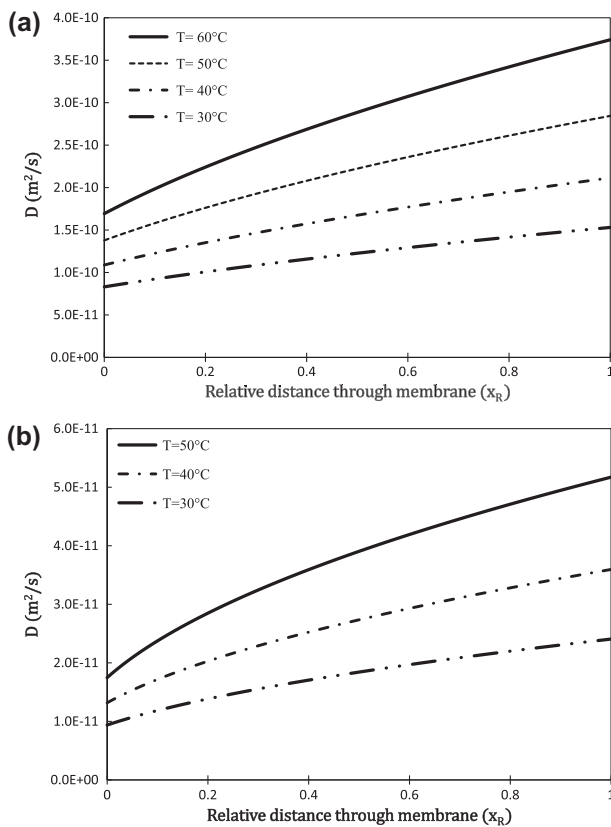 (a)
4.0E-10
3.5E-10
3.0E-10
2.5E-10
2.0E-10
1.5E-10
1.0E-10
5.0E-11
0.0E+00
D (m²/s)
T= 60°C
T= 50°C
T= 40°C
T= 30°C
0 0.2 0.4 0.6 0.8 1
Relative distance through membrane (x_R)
(b)
6.0E-11
5.0E-11
4.0E-11
3.0E-11
2.0E-11
1.0E-11
0.0E+00
D (m²/s)
T=50°C
T=40°C
T=30°C
0 0.2 0.4 0.6 0.8 1
Relative distance through membrane (x_R)